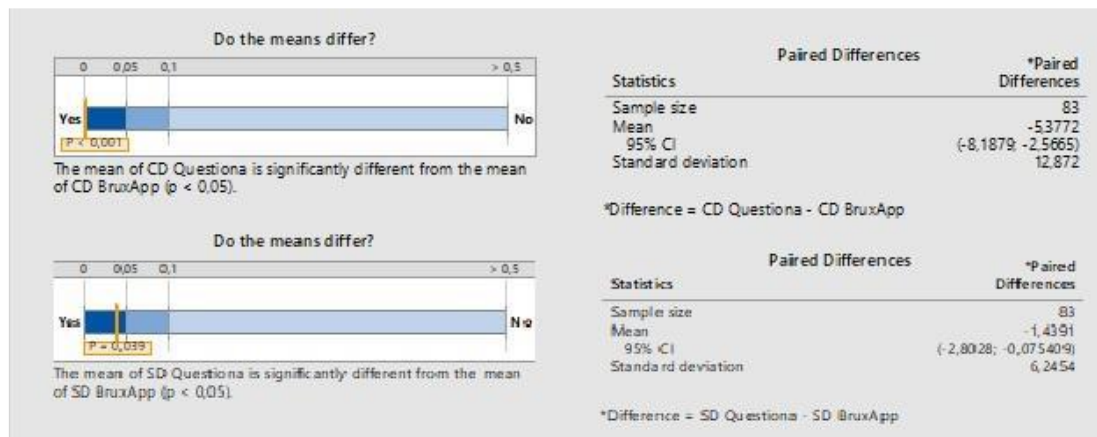 Do the means differ?
0 0,05 0,1 > 0,5
Yes No
P < 0,001
The mean of CD Questiona is significantly different from the mean
of CD BruxApp (p < 0,05).
Paired Differences
Statistics *Paired
Differences
Sample size 83
Mean -5,3772
95% CI (-8,1879; -2,5665)
Standard deviation 12,872
*Difference = CD Questiona - CD BruxApp
Do the means differ?
0 0,05 0,1 > 0,5
Yes No
P = 0,039
The mean of SD Questiona is significantly different from the mean
of SD BruxApp (p < 0,05).
Paired Differences
Statistics *Paired
Differences
Sample size 83
Mean -1,4391
95% CI (-2,8028; -0,075409)
Standard deviation 6,2454
*Difference = SD Questiona - SD BruxApp